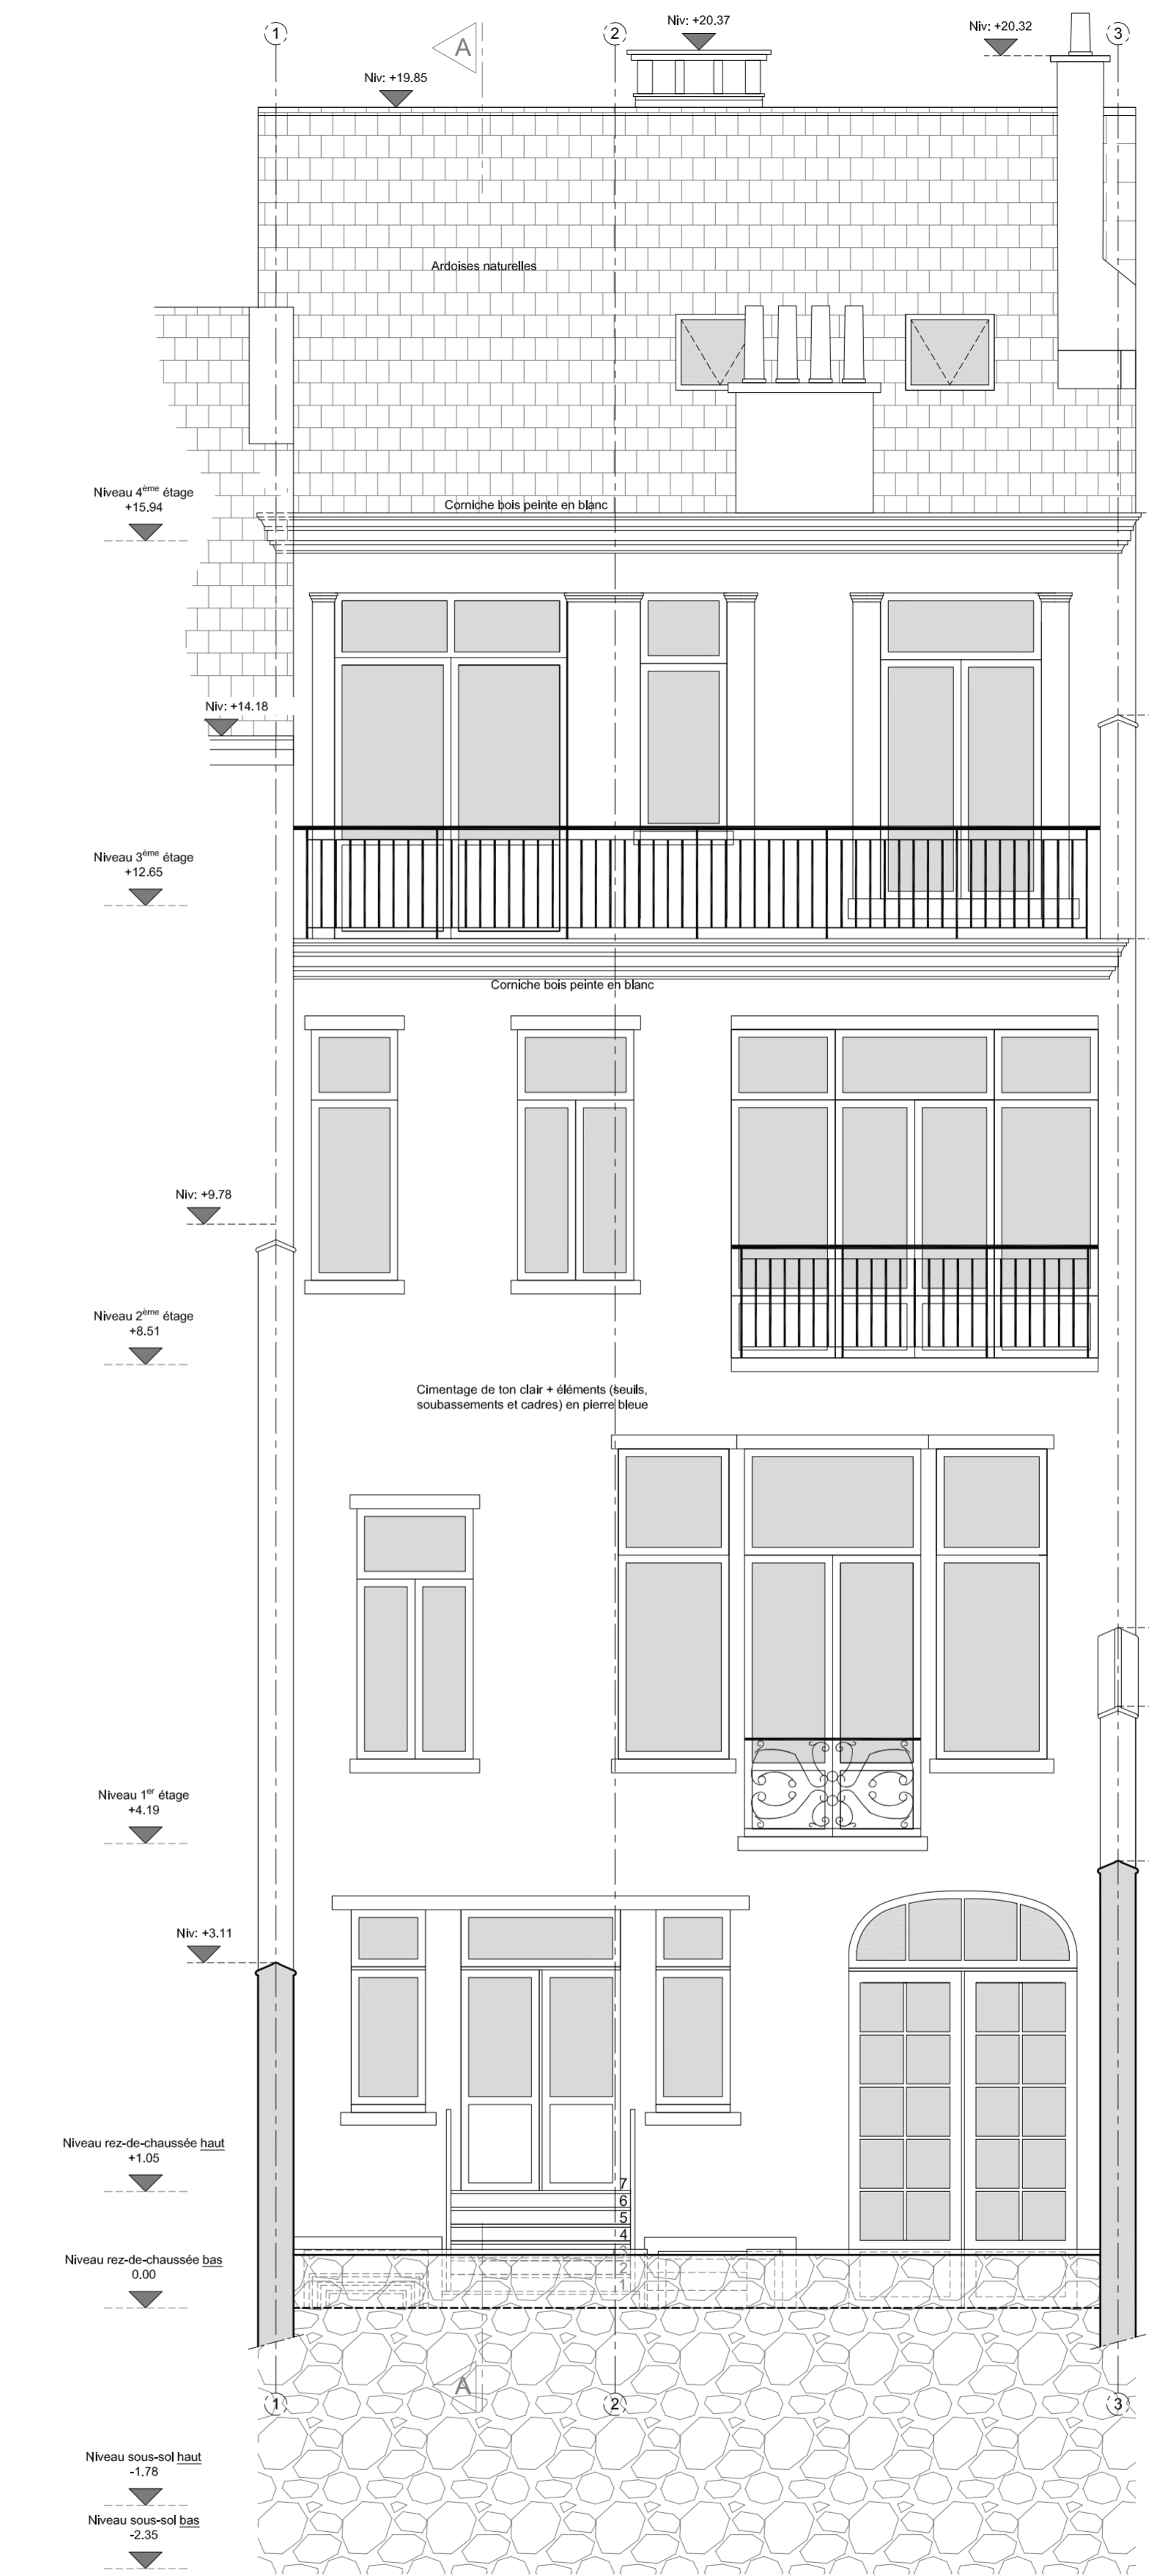 1
A
2
Niv: +20.37
Niv: +20.32
3
Niv: +19.85
Ardoises naturelles
Niveau 4ème étage
+15.94
Corniche bois peinte en blanc
Niv: +14.18
Niveau 3ème étage
+12.65
Corniche bois peinte en blanc
Niv: +9.78
Niveau 2ème étage
+8.51
Cimentage de ton clair + éléments (seuils,
soubassements et cadres) en pierre bleue
Niveau 1er étage
+4.19
Niv: +3.11
Niveau rez-de-chaussée haut
+1.05
7
6
5
4
3
2
1
Niveau rez-de-chaussée bas
0.00
A
1
2
3
Niveau sous-sol haut
-1.78
Niveau sous-sol bas
-2.35